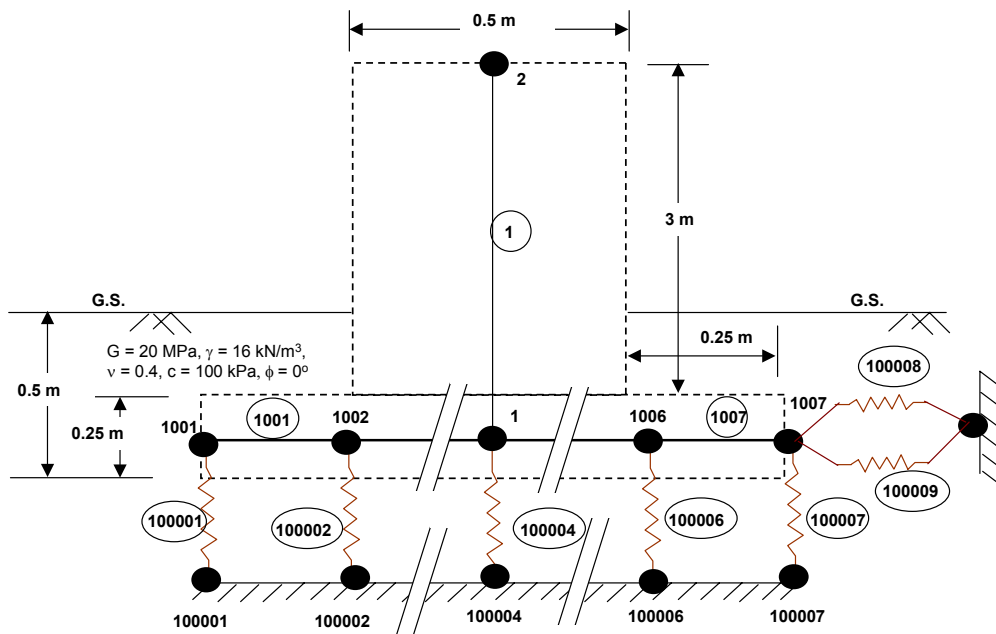 0.5 m
2
3 m
1
G.S.
G.S.
0.25 m
G = 20 MPa, γ = 16 kN/m³,
ν = 0.4, c = 100 kPa, ϕ = 0º
0.5 m
0.25 m
100008
1001
1001
1002
1
1006
1007
1007
100009
100001
100002
100004
100006
100007
100001
100002
100004
100006
100007